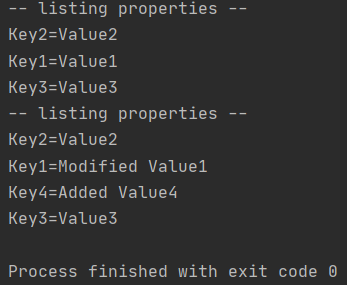 -- listing properties --
Key2=Value2
Key1=Value1
Key3=Value3
-- listing properties --
Key2=Value2
Key1=Modified Value1
Key4=Added Value4
Key3=Value3
Process finished with exit code 0